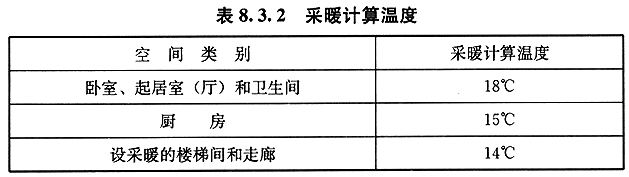 表 8.3.2 采暖计算温度
空 间 类 别 采暖计算温度
卧室、起居室（厅）和卫生间 18℃
厨 房 15℃
设采暖的楼梯间和走廊 14℃